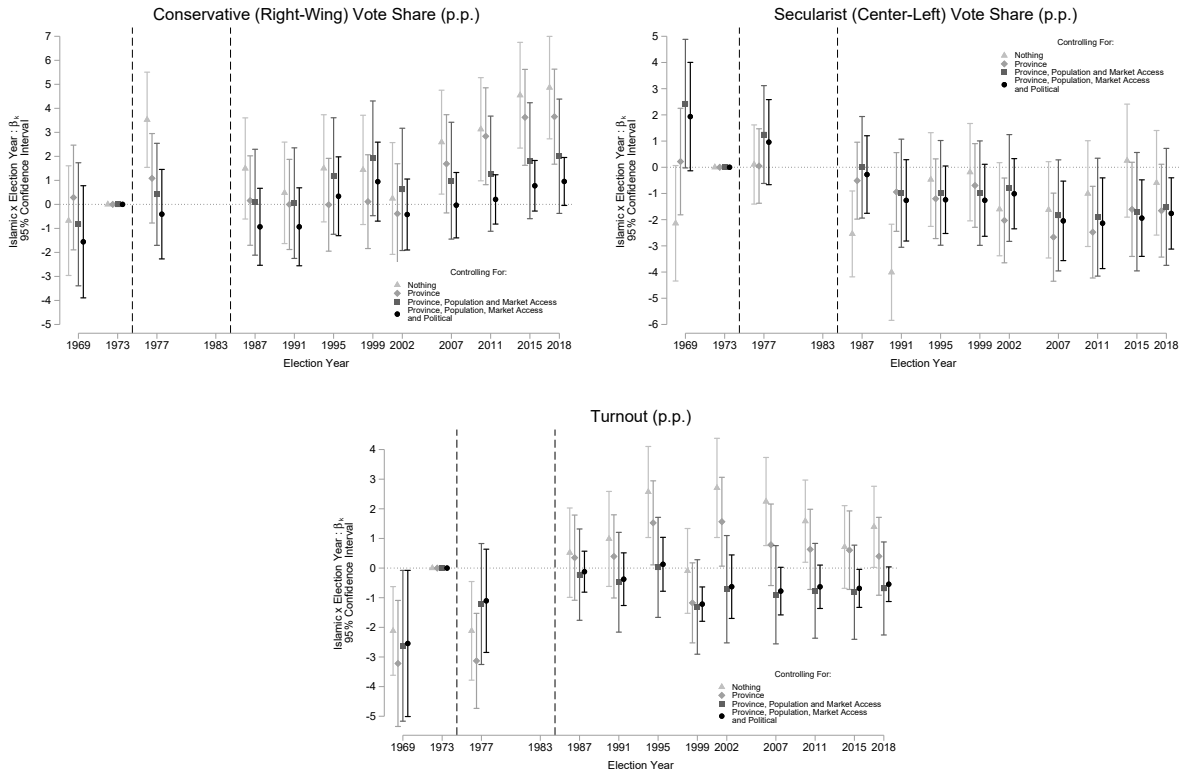 Conservative (Right-Wing) Vote Share (p.p.)
7
6
5
4
3
2
1
0
-1
-2
-3
-4
-5
Islamic x Election Year : βk
95% Confidence Interval
Controlling For:
Nothing
Province
Province, Population and Market Access
Province, Population, Market Access
and Political
1969 1973 1977 1983 1987 1991 1995 1999 2002 2007 2011 2015 2018
Election Year
Secularist (Center-Left) Vote Share (p.p.)
5
4
3
2
1
0
-1
-2
-3
-4
-5
-6
Islamic x Election Year : βk
95% Confidence Interval
Controlling For:
Nothing
Province
Province, Population and Market Access
Province, Population, Market Access
and Political
1969 1973 1977 1983 1987 1991 1995 1999 2002 2007 2011 2015 2018
Election Year
Turnout (p.p.)
4
3
2
1
0
-1
-2
-3
-4
-5
Islamic x Election Year : βk
95% Confidence Interval
Controlling For:
Nothing
Province
Province, Population and Market Access
Province, Population, Market Access
and Political
1969 1973 1977 1983 1987 1991 1995 1999 2002 2007 2011 2015 2018
Election Year